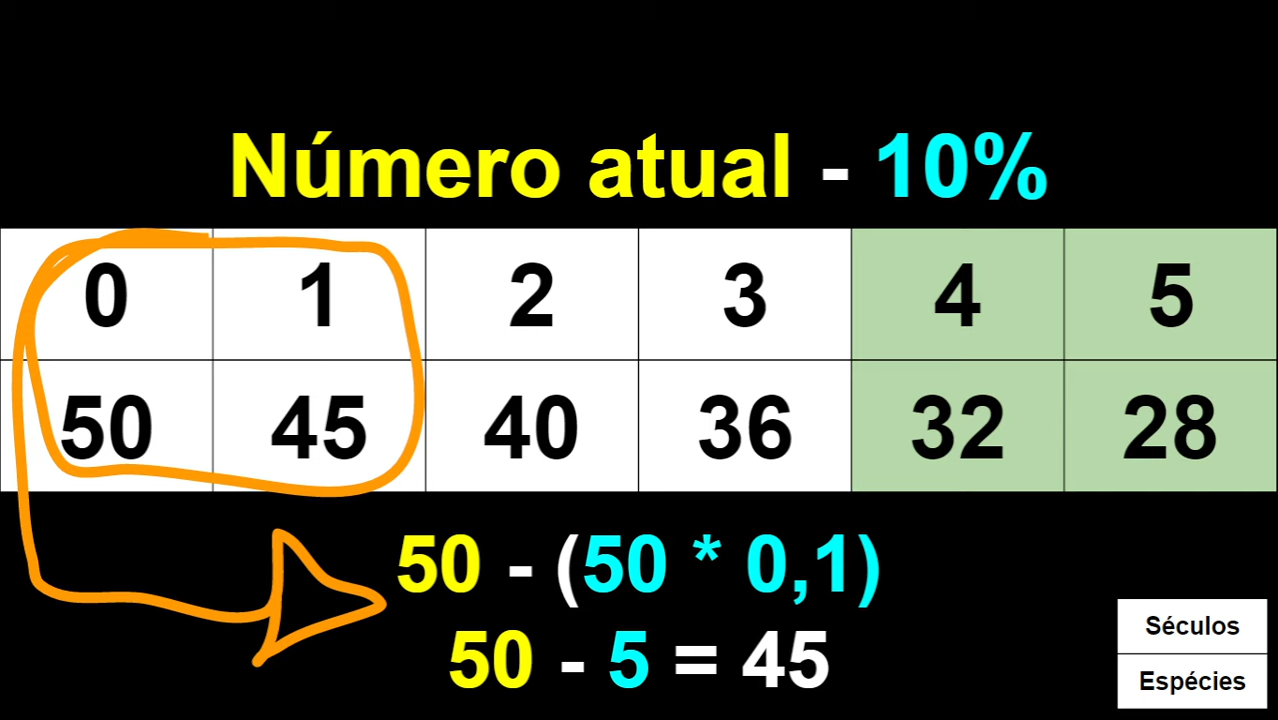 Número atual - 10%
0 1 2 3 4 5
50 45 40 36 32 28
50 - (50 * 0,1)
50 - 5 = 45
Séculos
Espécies